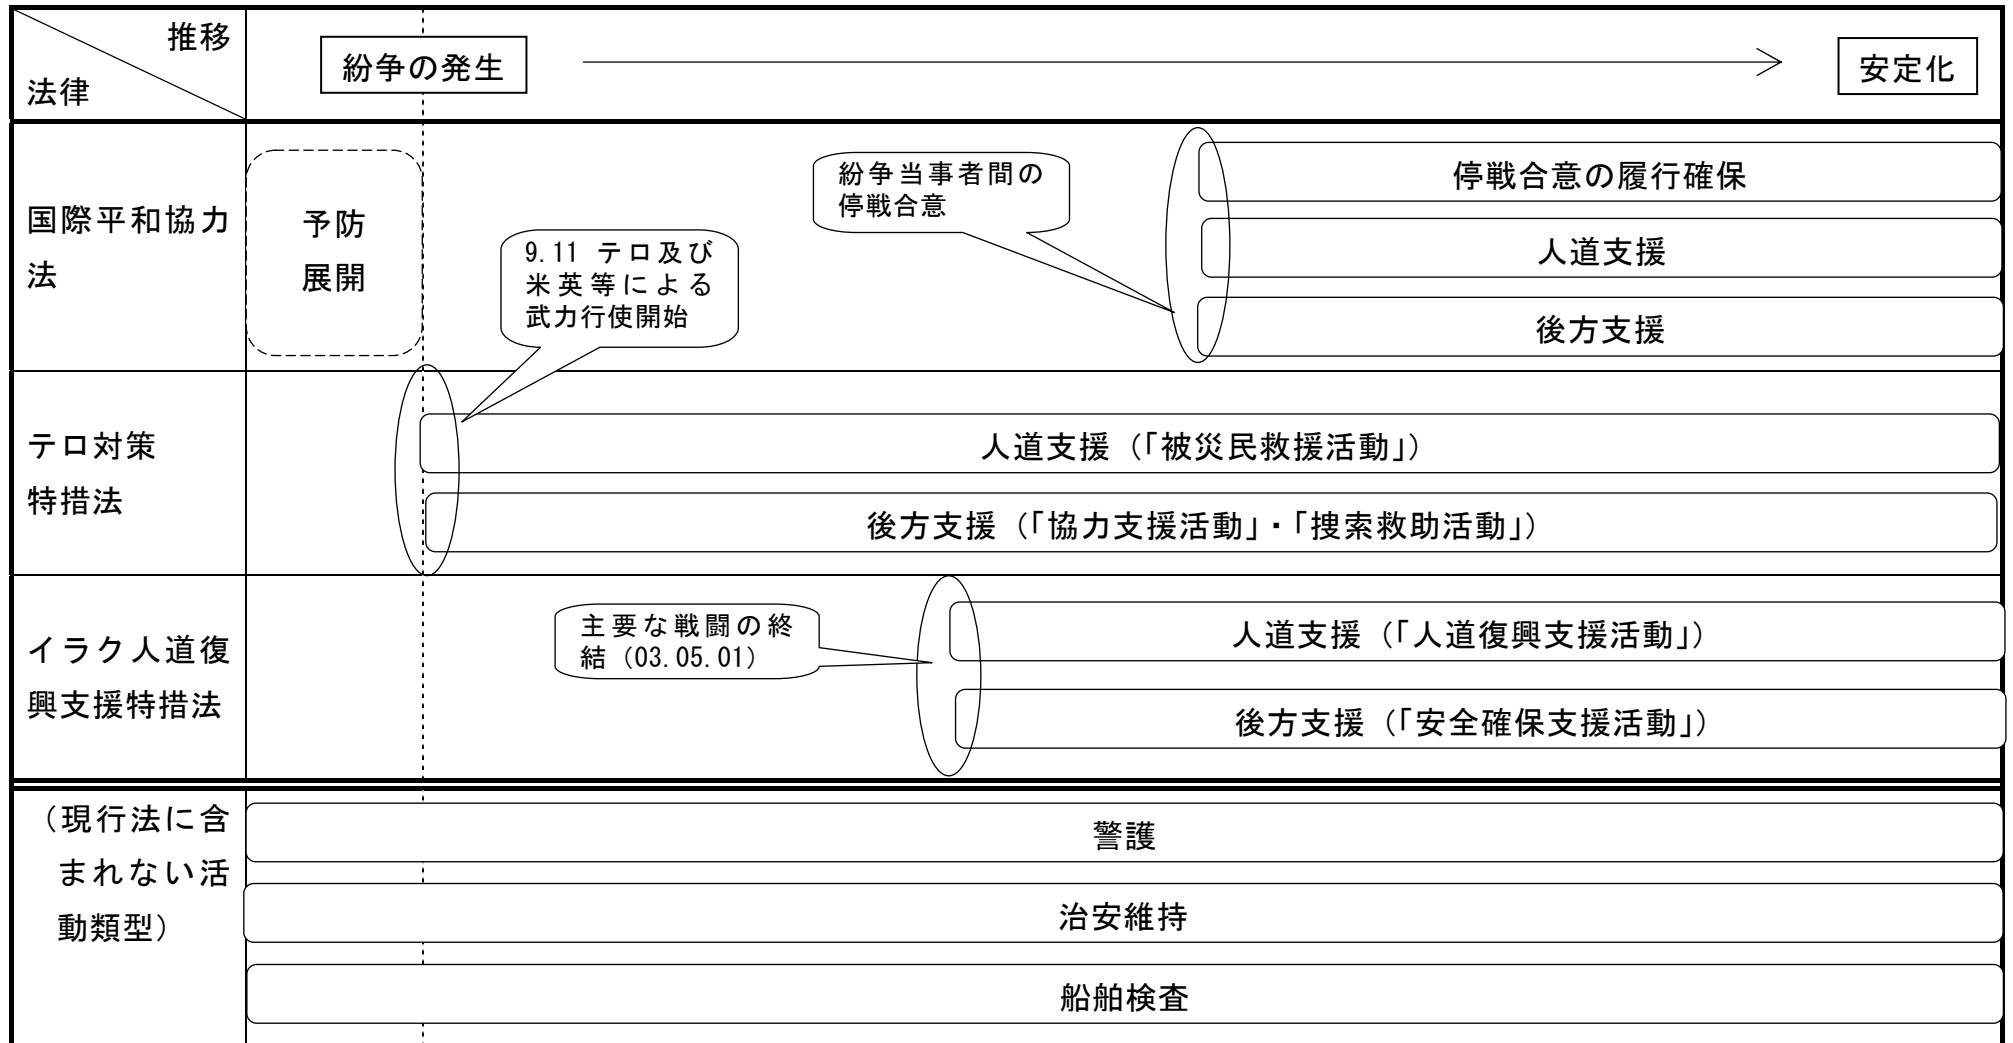 推移
法律
紛争の発生
安定化
国際平和協力
法
予防
展開
9.11 テロ及び
米英等による
武力行使開始
紛争当事者間の
停戦合意
停戦合意の履行確保
人道支援
後方支援
テロ対策
特措法
人道支援（「被災民救援活動」）
後方支援（「協力支援活動」・「捜索救助活動」）
イラク人道復
興支援特措法
主要な戦闘の終
結（03.05.01）
人道支援（「人道復興支援活動」）
後方支援（「安全確保支援活動」）
（現行法に含
まれない活
動類型）
警護
治安維持
船舶検査